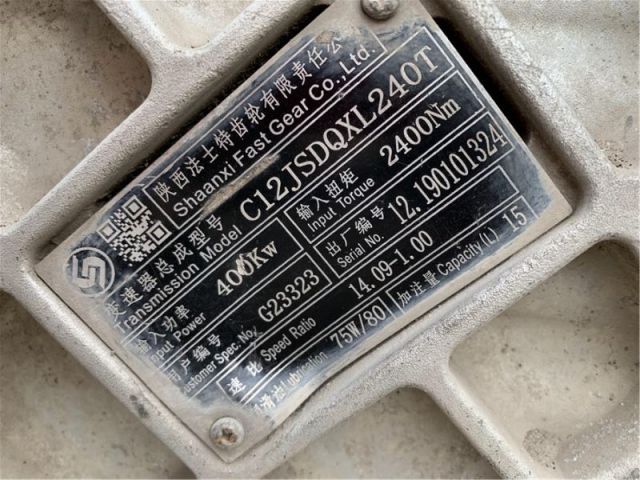 陕西法士特齿轮有限责任公
Shaanxi Fast Gear Co.,Ltd.
变速器总成型号 C12JSDQXL240T
Transmission Model
输入功率 400Kw 输入扭矩 2400Nm
Input Power Input Torque
用户编号 G23323 出厂编号 12.190101324
Customer Spec. No. Serial No.
速比 Speed Ratio 14.09-1.00
润滑油 Lubrication 75W/80 加注量 Capacity(L) 15